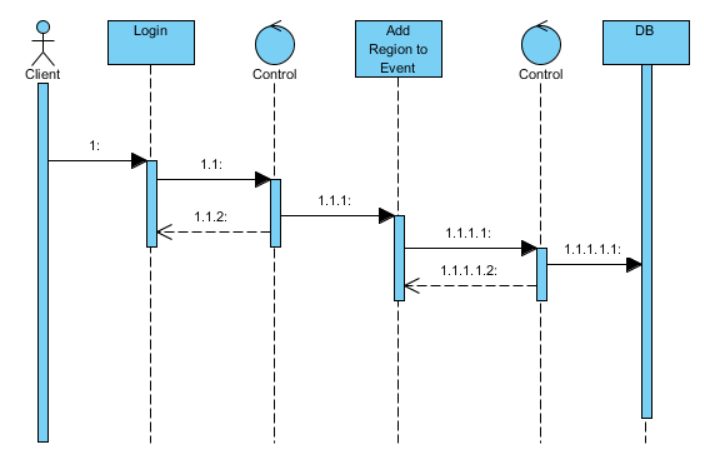 Login
Add
Region to
Event
DB
Client
Control
Control
1:
1.1:
1.1.1:
1.1.2:
1.1.1.1:
1.1.1.1.1:
1.1.1.1.2: